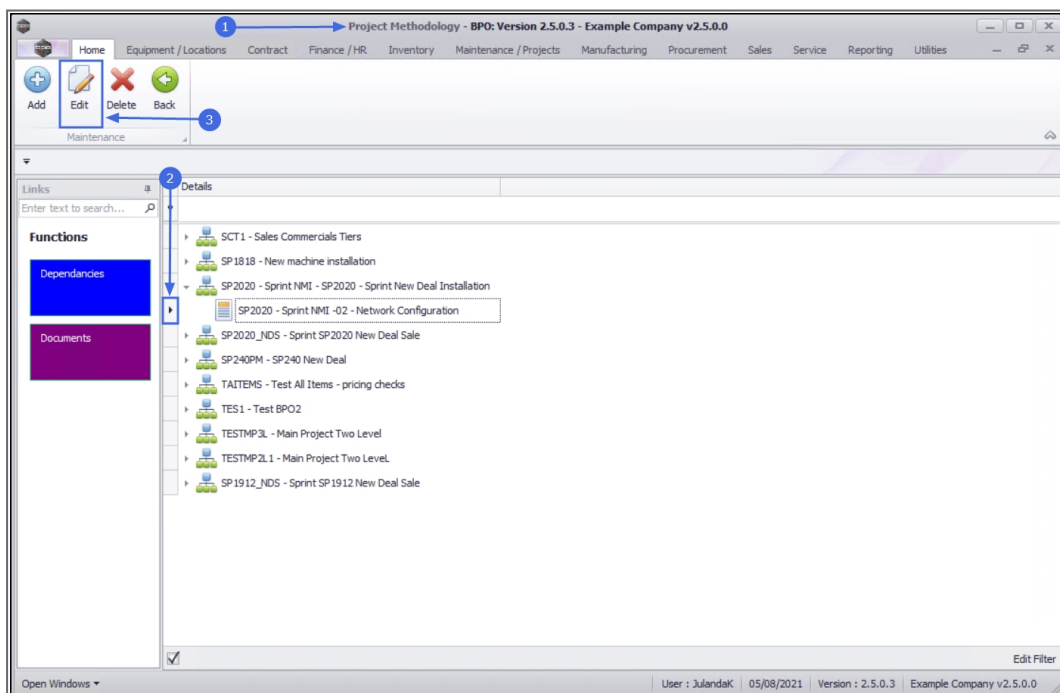 1
Project Methodology - BPO: Version 2.5.0.3 - Example Company v2.5.0.0
Home Equipment / Locations Contract Finance / HR Inventory Maintenance / Projects Manufacturing Procurement Sales Service Reporting Utilities
Add Edit Delete Back
3
Maintenance
2
Links Details
Enter text to search...
Functions
SCT1 - Sales Commercials Tiers
SP1818 - New machine installation
Dependancies
SP2020 - Sprint NMI - SP2020 - Sprint New Deal Installation
SP2020 - Sprint NMI -02 - Network Configuration
Documents
SP2020_NDS - Sprint SP2020 New Deal Sale
SP240PM - SP240 New Deal
TAITEMS - Test All Items - pricing checks
TES1 - Test BPO2
TESTMP3L - Main Project Two Level
TESTMP2L1 - Main Project Two LeveL
SP1912_NDS - Sprint SP1912 New Deal Sale
Edit Filter
Open Windows User : JulandaK 05/08/2021 Version : 2.5.0.3 Example Company v2.5.0.0